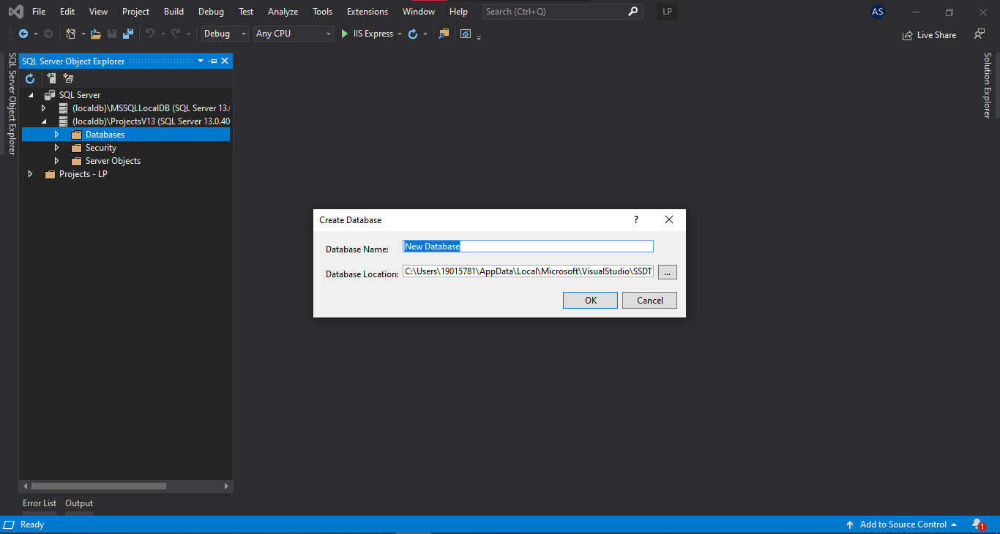 File Edit View Project Build Debug Test Analyze Tools Extensions Window Help Search (Ctrl+Q) LP AS
Debug Any CPU IIS Express Live Share
SQL Server Object Explorer
SQL Server Object Explorer
SQL Server
(localdb)\MSSQLLocalDB (SQL Server 13.
(localdb)\ProjectsV13 (SQL Server 13.0.40
Databases
Security
Server Objects
Projects - LP
Solution Explorer
Create Database ?
Database Name: New Database
Database Location: C:\Users\19015781\AppData\Local\Microsoft\VisualStudio\SSDT ...
OK Cancel
Error List Output
Ready Add to Source Control 1